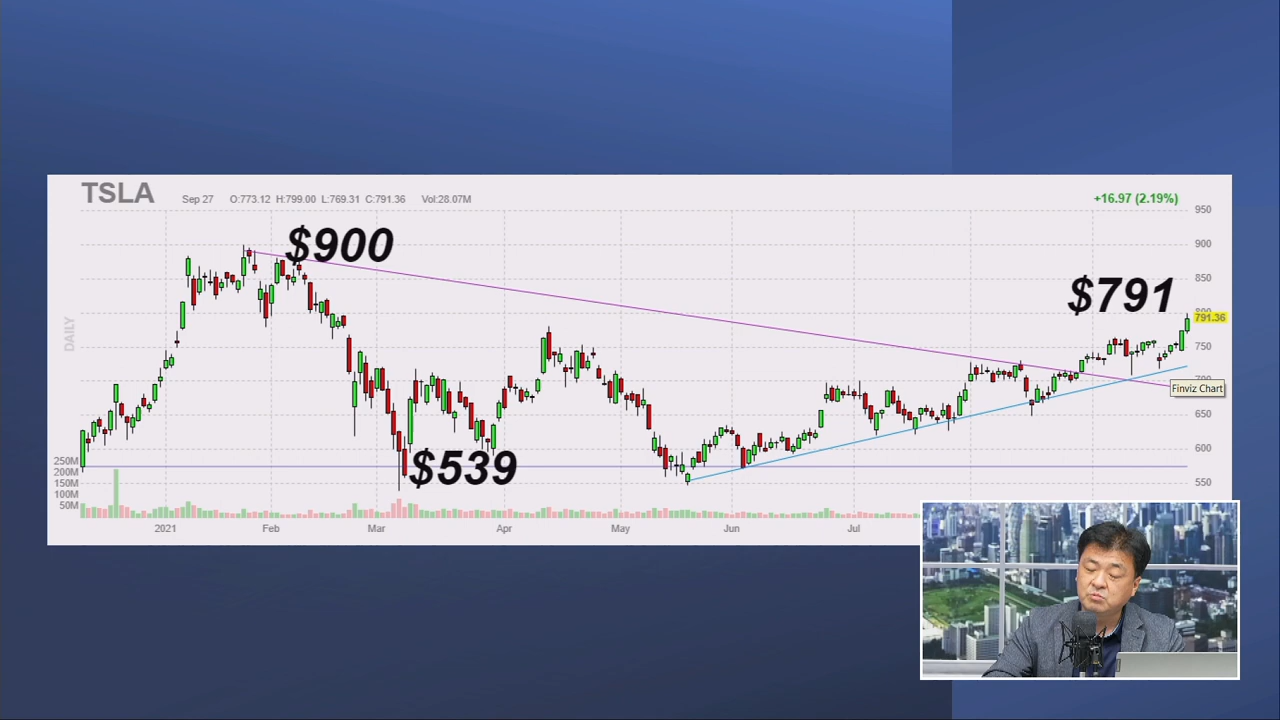 TSLA
Sep 27 O:773.12 H:799.00 L:769.31 C:791.36 Vol:28.07M
+16.97 (2.19%)
950
900
$900
850
$791
791.36
DAILY
750
Finviz Chart
650
600
$539
250M
200M
150M
100M
50M
550
2021 Feb Mar Apr May Jun Jul